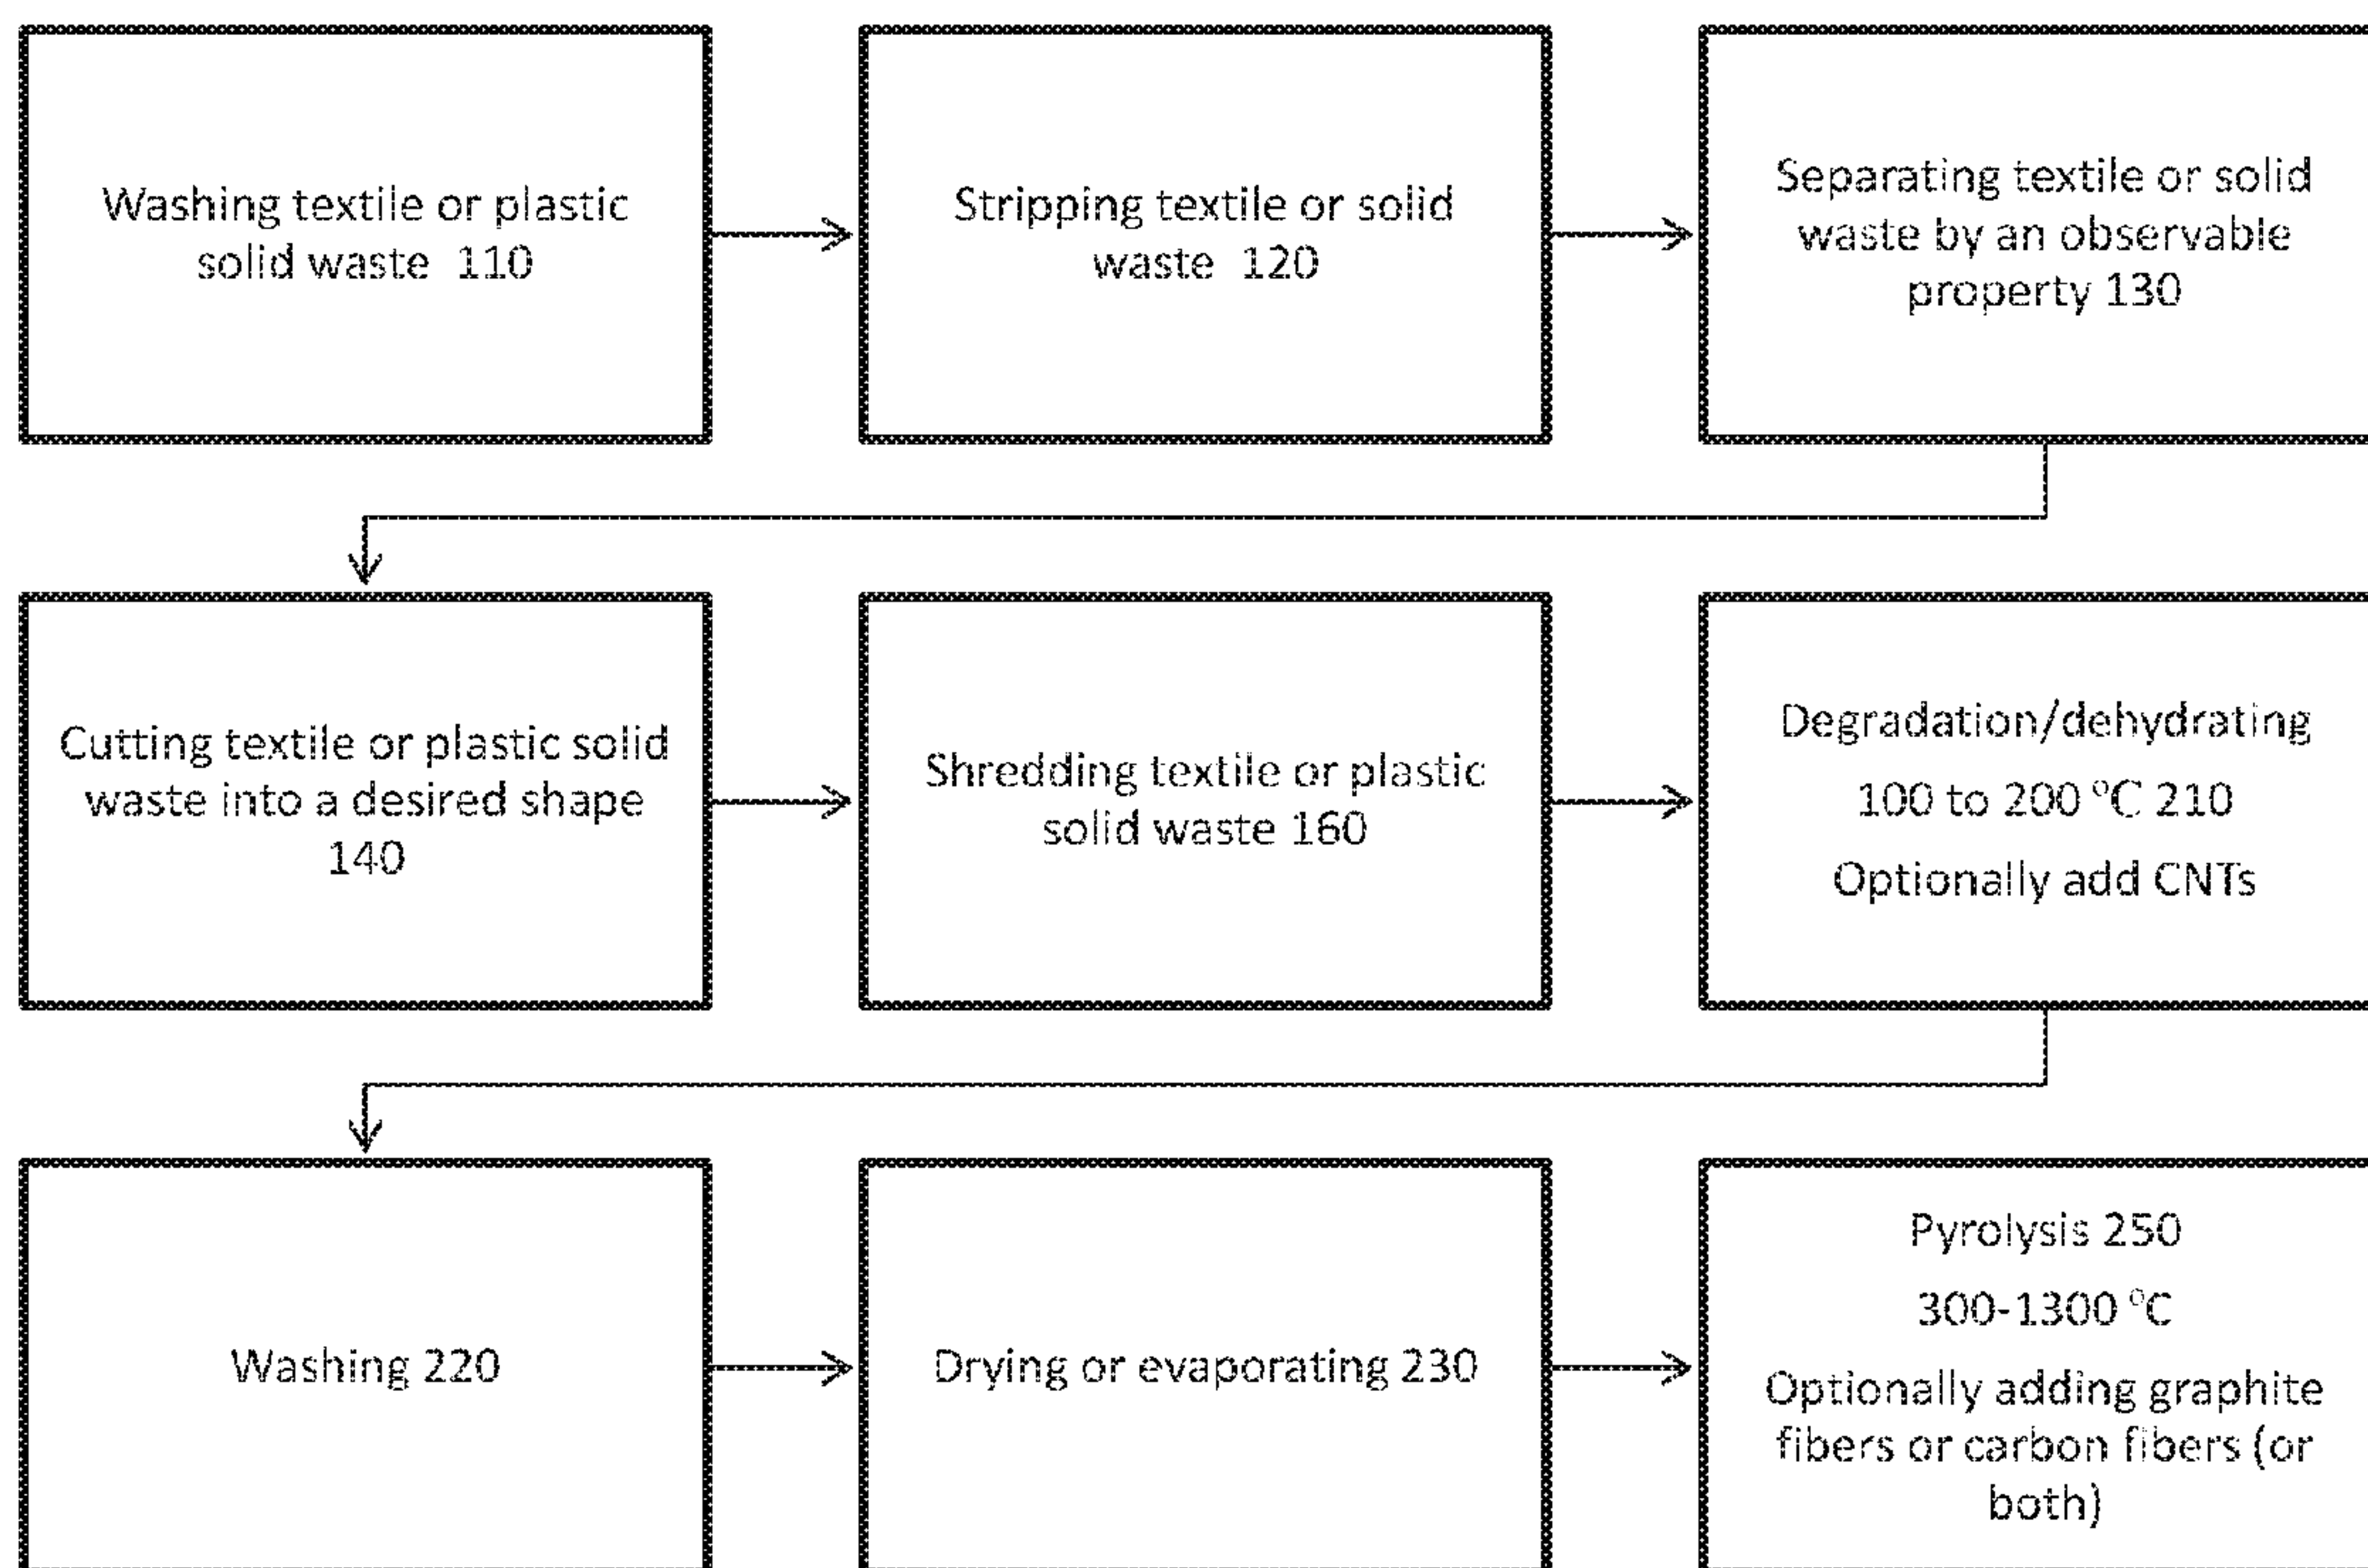 Washing textile or plastic
solid waste 110
Stripping textile or solid
waste 120
Separating textile or solid
waste by an observable
property 130
Cutting textile or plastic solid
waste into a desired shape
140
Shredding textile or plastic
solid waste 160
Degradation/dehydrating
100 to 200 °C 210
Optionally add CNTs
Washing 220
Drying or evaporating 230
Pyrolysis 250
300-1300 °C
Optionally adding graphite
fibers or carbon fibers (or
both)